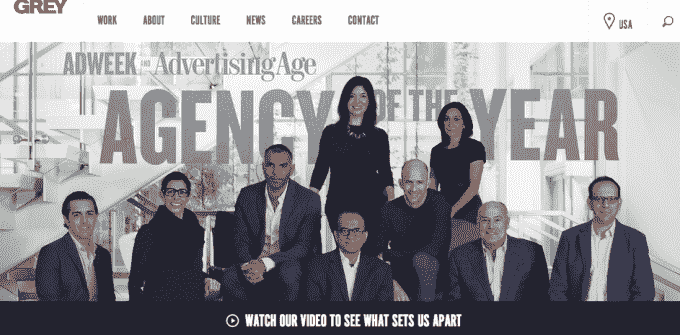 GREY
WORK ABOUT CULTURE NEWS CAREERS CONTACT USA
ADWEEK AND AdvertisingAge
AGENCY OF THE YEAR
WATCH OUR VIDEO TO SEE WHAT SETS US APART